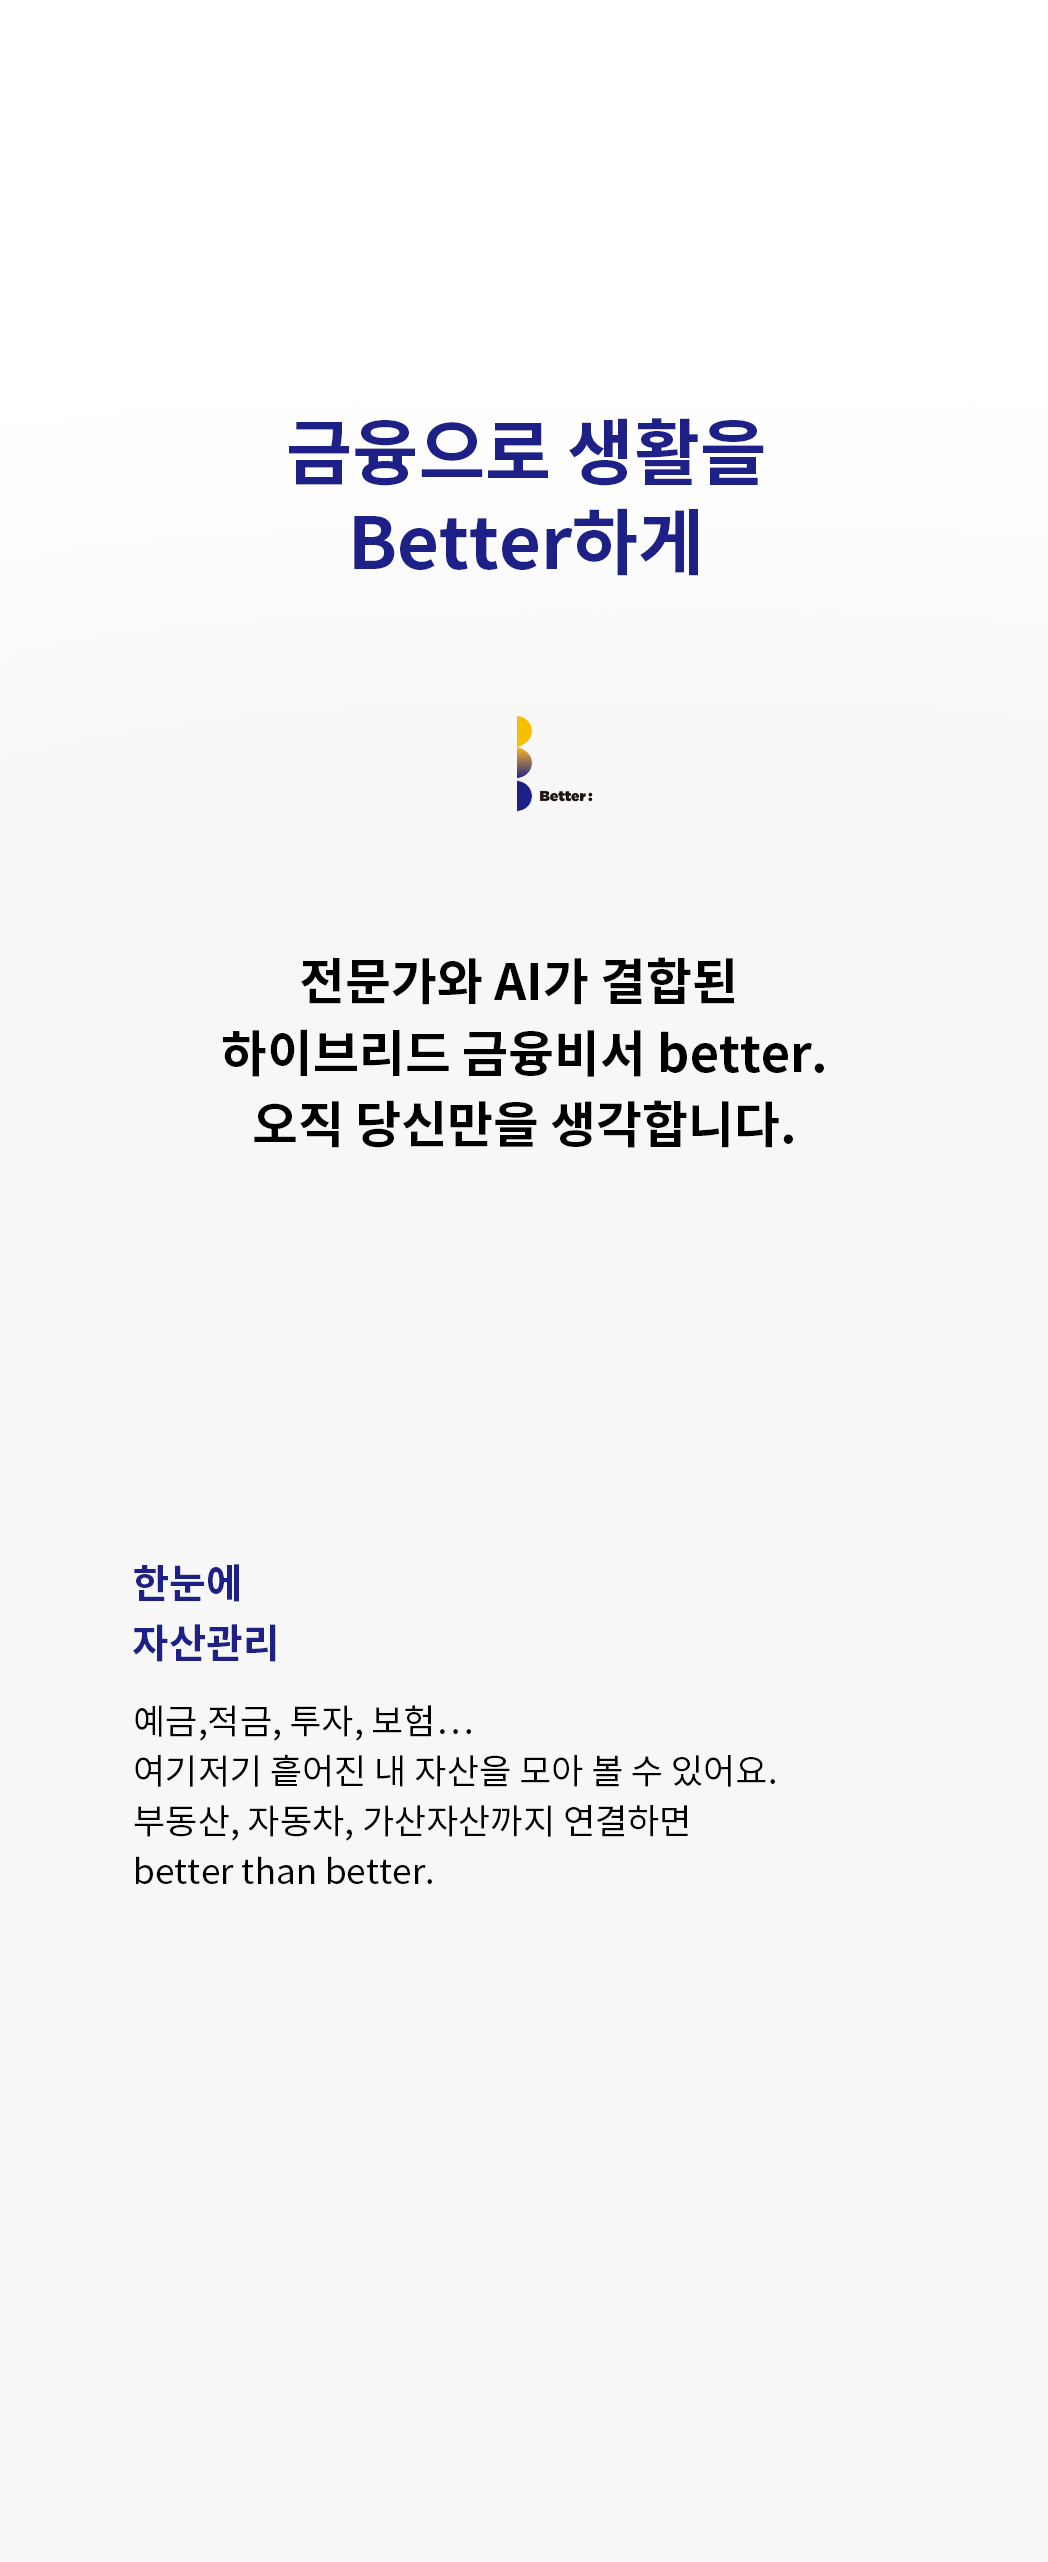 금융으로 생활을
Better하게
Better:
전문가와 AI가 결합된
하이브리드 금융비서 better.
오직 당신만을 생각합니다.
한눈에
자산관리
예금,적금, 투자, 보험...
여기저기 흩어진 내 자산을 모아 볼 수 있어요.
부동산, 자동차, 가산자산까지 연결하면
better than better.